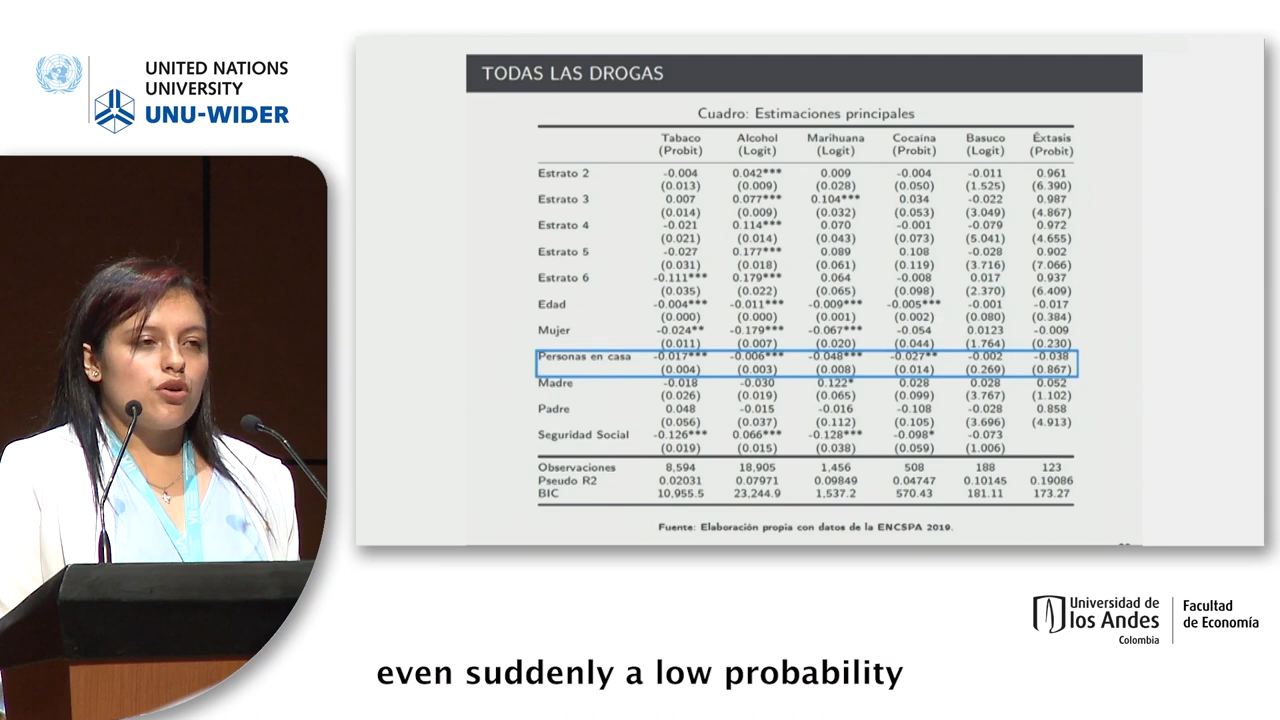 UNITED NATIONS
UNIVERSITY
UNU-WIDER
TODAS LAS DROGAS
Cuadro: Estimaciones principales
Tabaco Alcohol Marihuana Cocaína Basuco Éxtasis
(Probit) (Logit) (Logit) (Probit) (Logit) (Probit)
Estrato 2 -0.004 0.042*** 0.009 -0.004 -0.011 0.961
(0.013) (0.009) (0.028) (0.050) (1.525) (6.390)
Estrato 3 0.007 0.077*** 0.104*** 0.034 -0.022 0.987
(0.014) (0.009) (0.032) (0.053) (3.049) (4.867)
Estrato 4 -0.021 0.114*** 0.070 -0.001 -0.079 0.972
(0.021) (0.014) (0.043) (0.073) (5.041) (4.655)
Estrato 5 -0.027 0.177*** 0.089 0.108 -0.028 0.902
(0.031) (0.018) (0.061) (0.119) (3.716) (7.066)
Estrato 6 -0.111*** 0.179*** 0.064 -0.008 0.017 0.937
(0.035) (0.022) (0.065) (0.098) (2.370) (6.409)
Edad -0.004*** -0.011*** -0.009*** -0.005*** -0.001 -0.017
(0.000) (0.000) (0.001) (0.002) (0.080) (0.384)
Mujer -0.024** -0.179*** -0.067*** -0.054 0.0123 -0.009
(0.011) (0.007) (0.020) (0.044) (1.764) (0.230)
Personas en casa -0.017*** -0.006*** -0.048*** -0.027** -0.002 -0.038
(0.004) (0.003) (0.008) (0.014) (0.269) (0.867)
Madre -0.018 -0.030 0.122* 0.028 0.028 0.052
(0.026) (0.019) (0.065) (0.099) (3.767) (1.102)
Padre 0.048 -0.015 -0.016 -0.108 -0.028 0.858
(0.056) (0.037) (0.112) (0.105) (3.696) (4.913)
Seguridad Social -0.126*** 0.066*** -0.128*** -0.098* -0.073
(0.019) (0.015) (0.038) (0.059) (1.006)
Observaciones 8,594 18,905 1,456 508 188 123
Pseudo R2 0.02031 0.07971 0.09849 0.04747 0.10145 0.19086
BIC 10,955.5 23,244.9 1,537.2 570.43 181.11 173.27
Fuente: Elaboración propia con datos de la ENCSPA 2019.
Universidad de
los Andes
Colombia
Facultad
de Economía
even suddenly a low probability